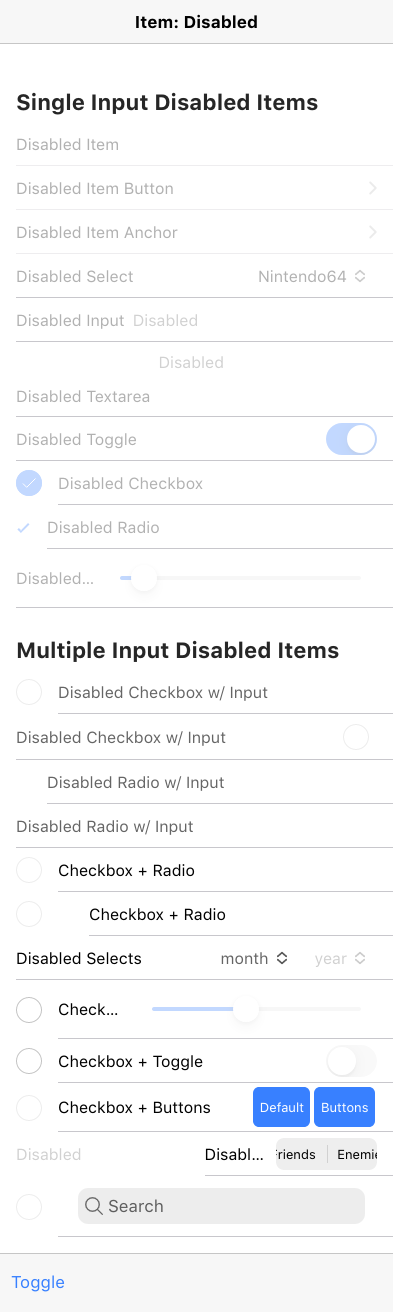 Item: Disabled
Single Input Disabled Items
Disabled Item
Disabled Item Button
Disabled Item Anchor
Disabled Select Nintendo64
Disabled Input Disabled
Disabled
Disabled Textarea
Disabled Toggle
Disabled Checkbox
Disabled Radio
Disabled...
Multiple Input Disabled Items
Disabled Checkbox w/ Input
Disabled Checkbox w/ Input
Disabled Radio w/ Input
Disabled Radio w/ Input
Checkbox + Radio
Checkbox + Radio
Disabled Selects month year
Check...
Checkbox + Toggle
Checkbox + Buttons Default Buttons
Disabled Disabl... Friends Enemie
Search
Toggle